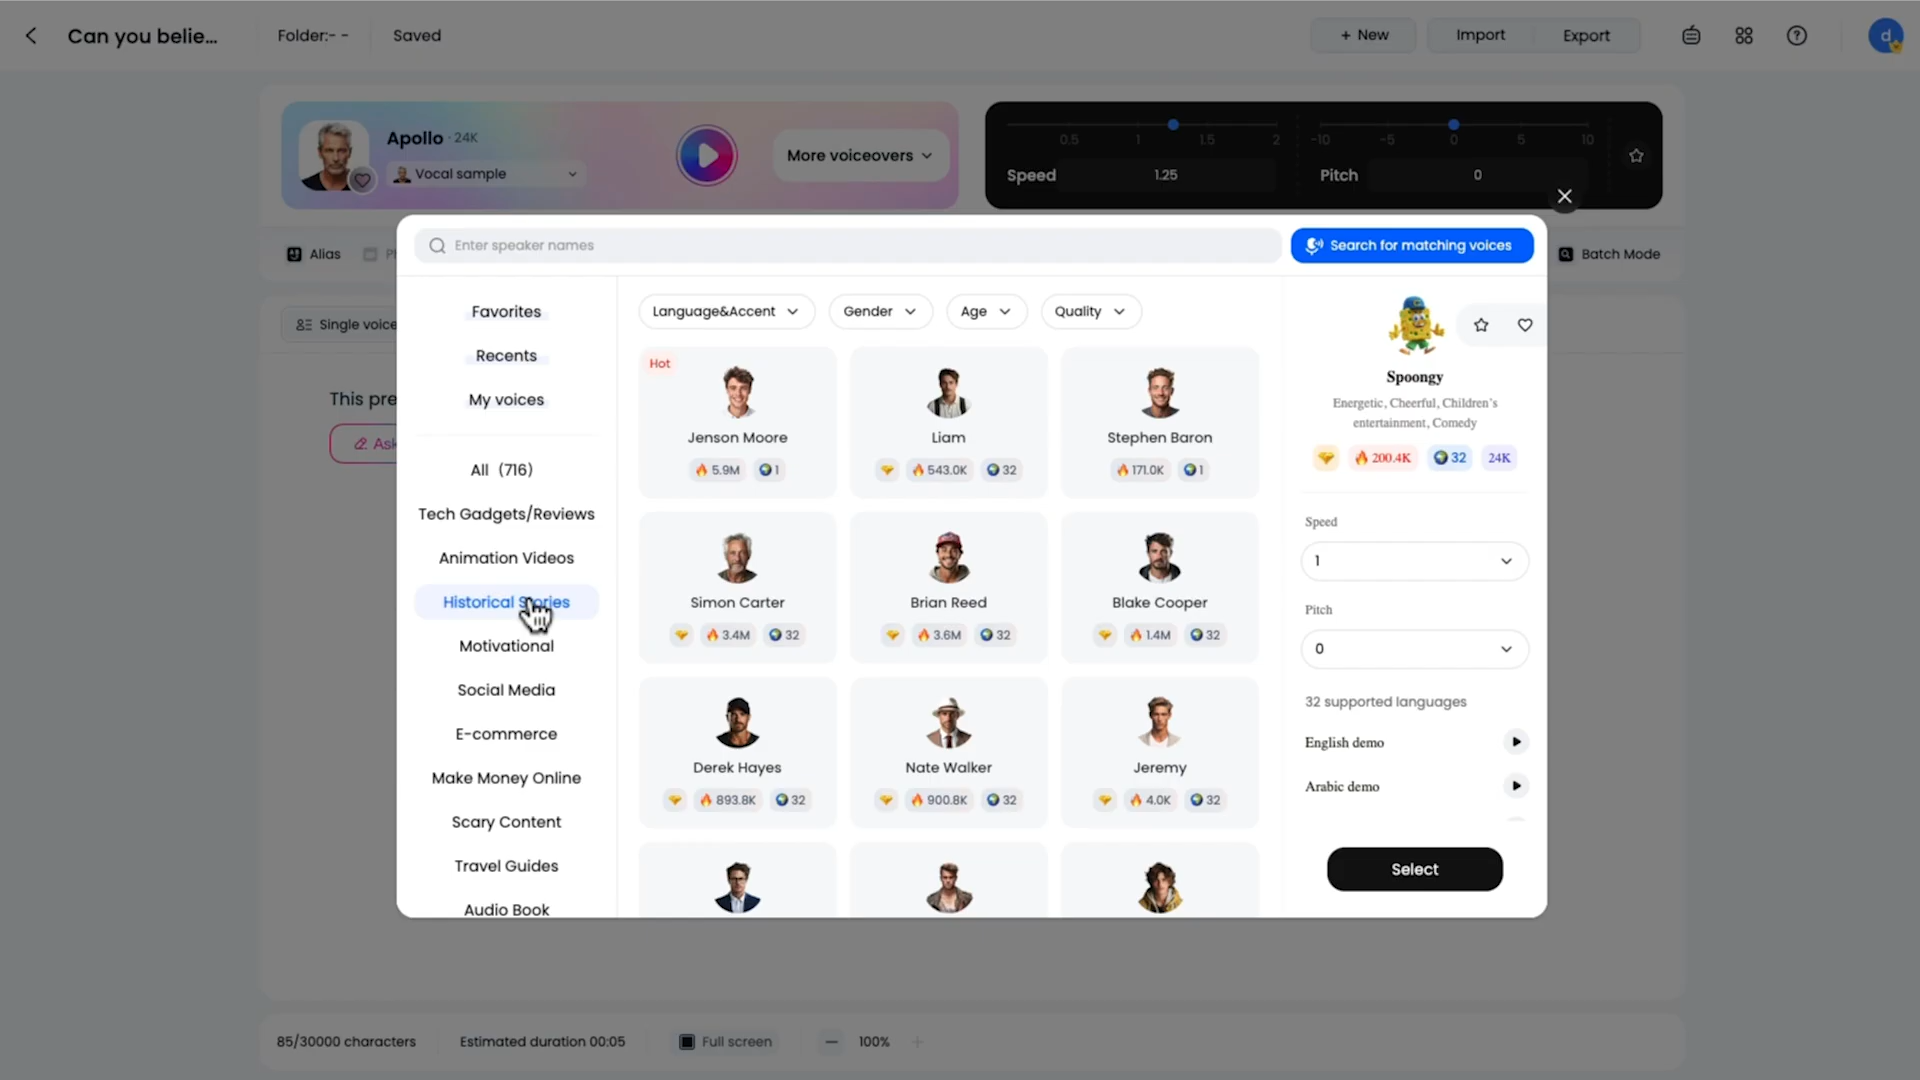 Can you belie...
Folder:- -
Saved
+ New
Import
Export
d
Apollo · 24K
Vocal sample
More voiceovers
0.5 1 1.5 2
Speed 1.25
-10 -5 0 5 10
Pitch 0
Alias
Batch Mode
Single voice
This pre
Ask
Enter speaker names
Search for matching voices
Favorites
Recents
My voices
All (716)
Tech Gadgets/Reviews
Animation Videos
Historical Stories
Motivational
Social Media
E-commerce
Make Money Online
Scary Content
Travel Guides
Audio Book
Language&Accent
Gender
Age
Quality
Hot
Jenson Moore
5.9M 1
Liam
543.0K 32
Stephen Baron
171.0K 1
Simon Carter
3.4M 32
Brian Reed
3.6M 32
Blake Cooper
1.4M 32
Derek Hayes
893.8K 32
Nate Walker
900.8K 32
Jeremy
4.0K 32
Spoongy
Energetic, Cheerful, Children's
entertainment, Comedy
200.4K 32 24K
Speed
1
Pitch
0
32 supported languages
English demo
Arabic demo
Select
85/30000 characters
Estimated duration 00:05
Full screen
100%